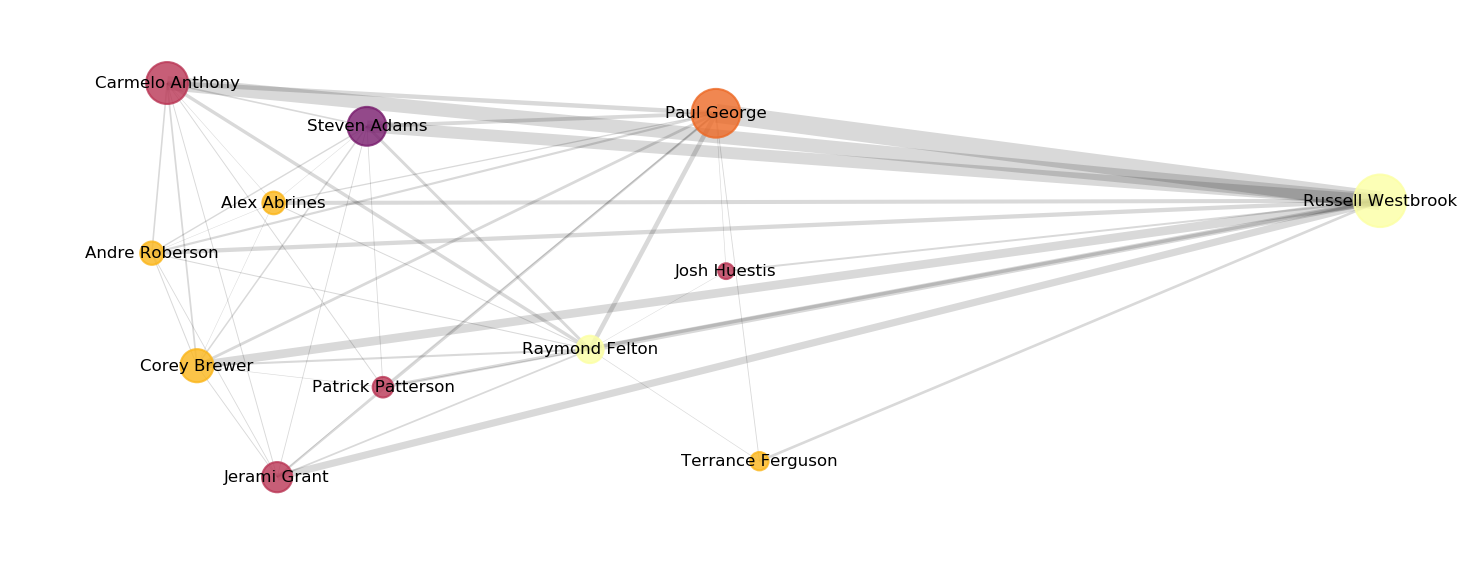 Carmelo Anthony
Paul George
Steven Adams
Alex Abrines
Russell Westbrook
Andre Roberson
Josh Huestis
Raymond Felton
Corey Brewer
Patrick Patterson
Terrance Ferguson
Jerami Grant